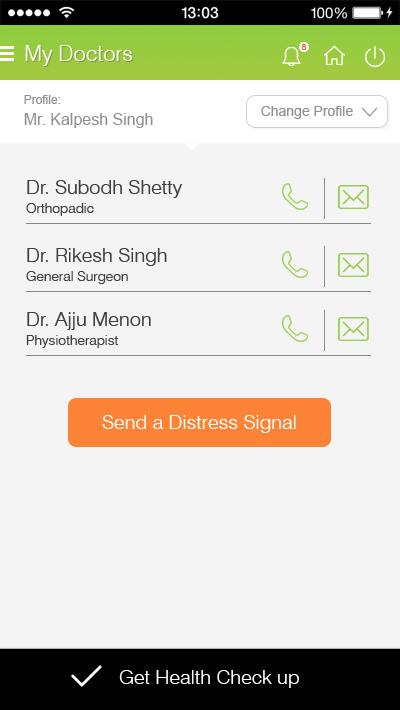 13:03
100%
My Doctors
8
Profile:
Mr. Kalpesh Singh
Change Profile
Dr. Subodh Shetty
Orthopadic
Dr. Rikesh Singh
General Surgeon
Dr. Ajju Menon
Physiotherapist
Send a Distress Signal
Get Health Check up